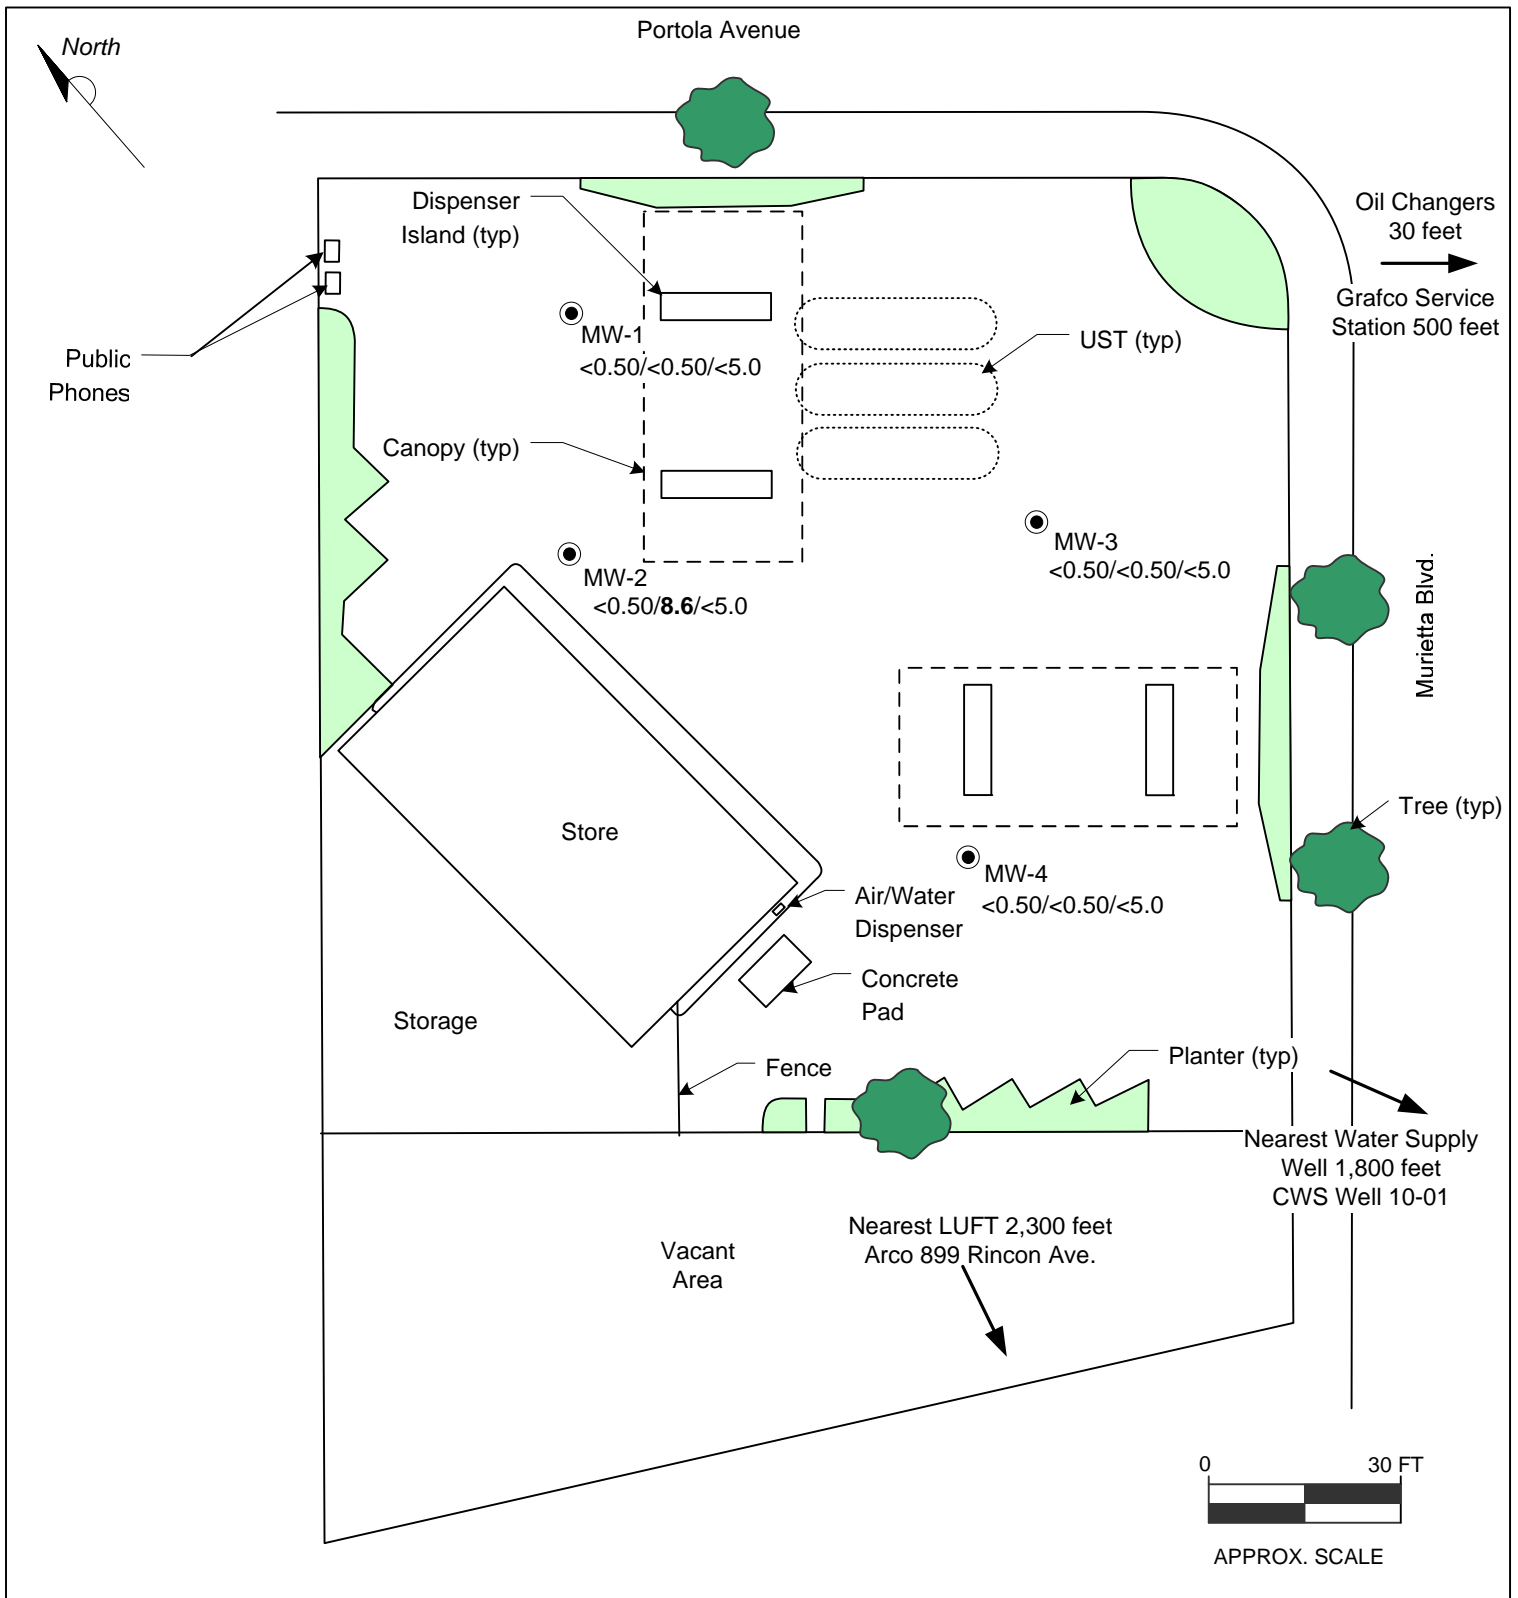 Portola Avenue
North
Oil Changers
30 feet
Grafco Service
Station 500 feet
Dispenser
Island (typ)
MW-1
<0.50/<0.50/<5.0
UST (typ)
Public
Phones
Canopy (typ)
MW-3
<0.50/<0.50/<5.0
MW-2
<0.50/8.6/<5.0
Murietta Blvd.
Tree (typ)
Store
MW-4
<0.50/<0.50/<5.0
Air/Water
Dispenser
Concrete
Pad
Storage
Fence
Planter (typ)
Nearest Water Supply
Well 1,800 feet
CWS Well 10-01
Nearest LUFT 2,300 feet
Arco 899 Rincon Ave.
Vacant
Area
0 30 FT
APPROX. SCALE